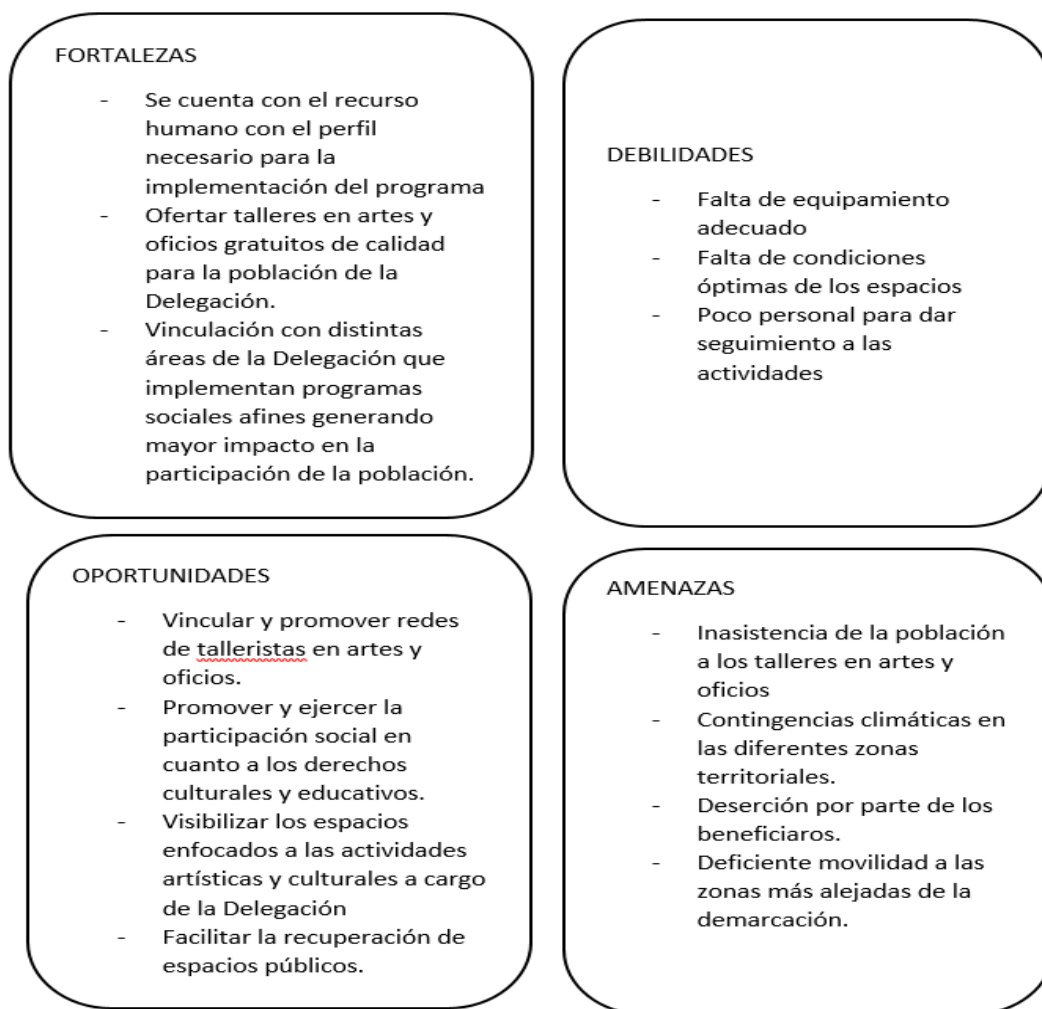 FORTALEZAS
- Se cuenta con el recurso
humano con el perfil
necesario para la
implementación del programa
- Ofertar talleres en artes y
oficios gratuitos de calidad
para la población de la
Delegación.
- Vinculación con distintas
áreas de la Delegación que
implementan programas
sociales afines generando
mayor impacto en la
participación de la población.
DEBILIDADES
- Falta de equipamiento
adecuado
- Falta de condiciones
óptimas de los espacios
- Poco personal para dar
seguimiento a las
actividades
OPORTUNIDADES
- Vincular y promover redes
de talleristas en artes y
oficios.
- Promover y ejercer la
participación social en
cuanto a los derechos
culturales y educativos.
- Visibilizar los espacios
enfocados a las actividades
artísticas y culturales a cargo
de la Delegación
- Facilitar la recuperación de
espacios públicos.
AMENAZAS
- Inasistencia de la población
a los talleres en artes y
oficios
- Contingencias climáticas en
las diferentes zonas
territoriales.
- Deserción por parte de los
beneficiaros.
- Deficiente movilidad a las
zonas más alejadas de la
demarcación.